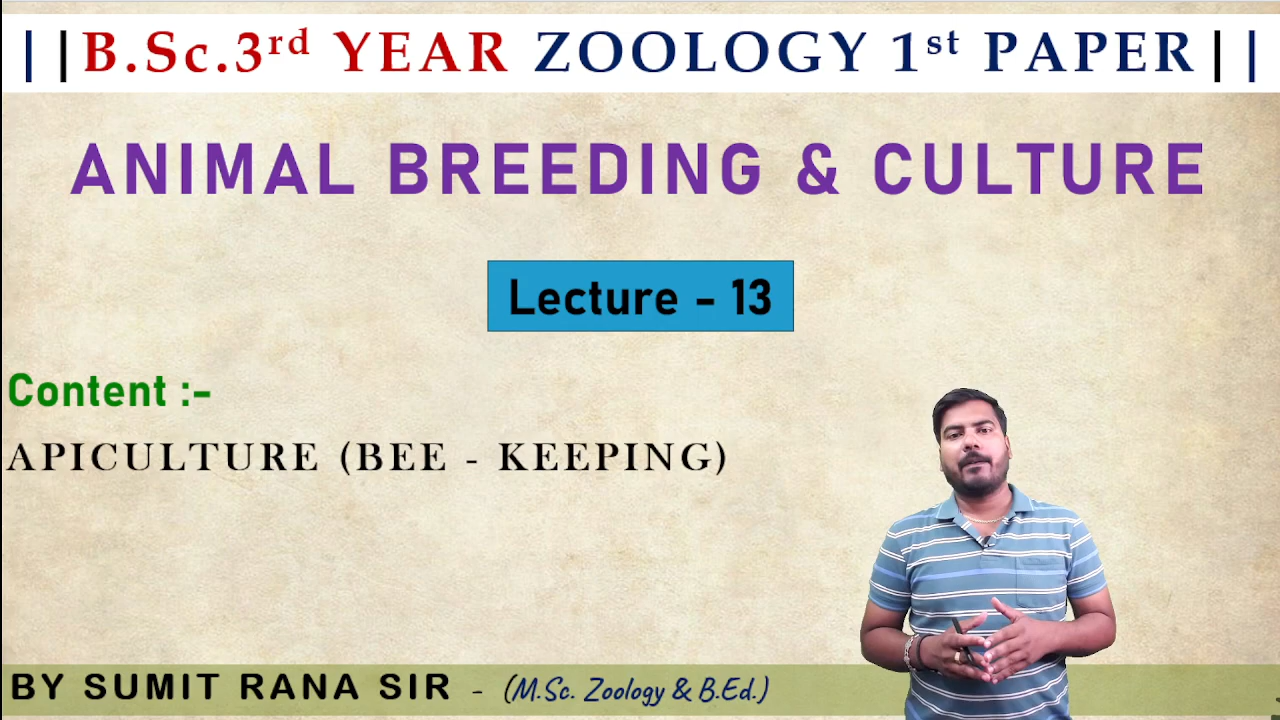 ||B.Sc.3rd YEAR ZOOLOGY 1st PAPER||
ANIMAL BREEDING & CULTURE
Lecture - 13
Content :-
APICULTURE (BEE - KEEPING)
BY SUMIT RANA SIR - (M.Sc. Zoology & B.Ed.)